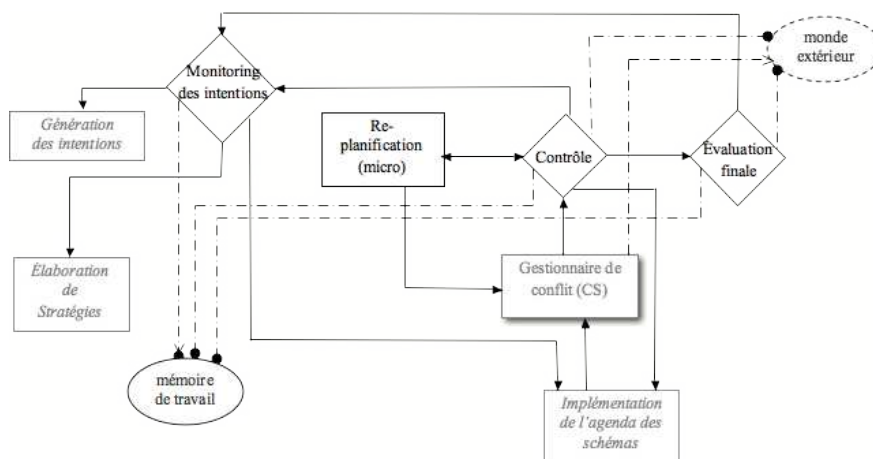 monde
extérieur
Monitoring
des intentions
Génération
des intentions
Re-
planification
(micro)
Contrôle
Évaluation
finale
Élaboration
de
Stratégies
Gestionnaire de
conflit (CS)
mémoire
de travail
Implémentation
de l'agenda des
schémas